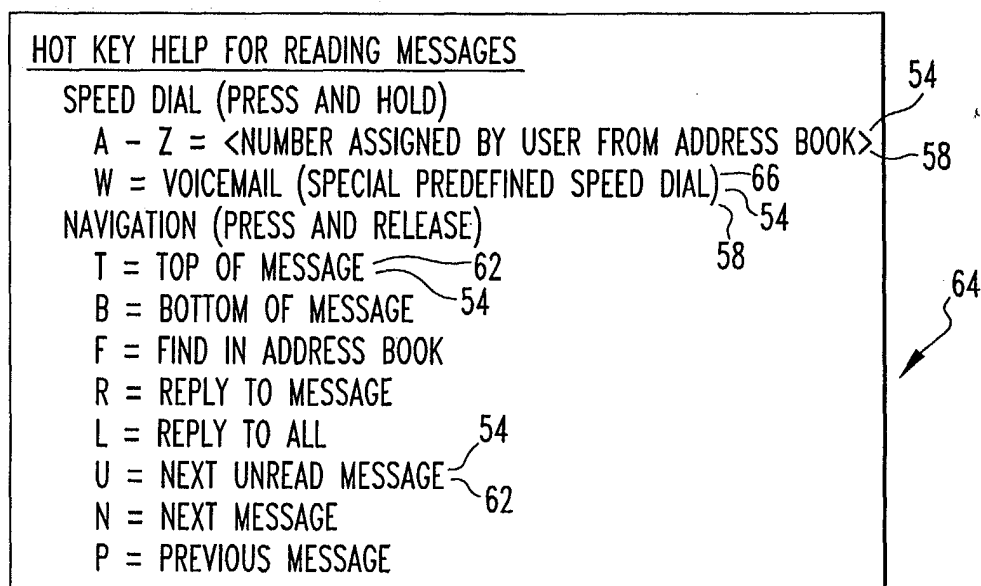 HOT KEY HELP FOR READING MESSAGES
SPEED DIAL (PRESS AND HOLD)
54
A - Z = <NUMBER ASSIGNED BY USER FROM ADDRESS BOOK>
58
W = VOICEMAIL (SPECIAL PREDEFINED SPEED DIAL) 66
54
NAVIGATION (PRESS AND RELEASE)
58
T = TOP OF MESSAGE 62
64
B = BOTTOM OF MESSAGE 54
F = FIND IN ADDRESS BOOK
R = REPLY TO MESSAGE
L = REPLY TO ALL 54
U = NEXT UNREAD MESSAGE
62
N = NEXT MESSAGE
P = PREVIOUS MESSAGE